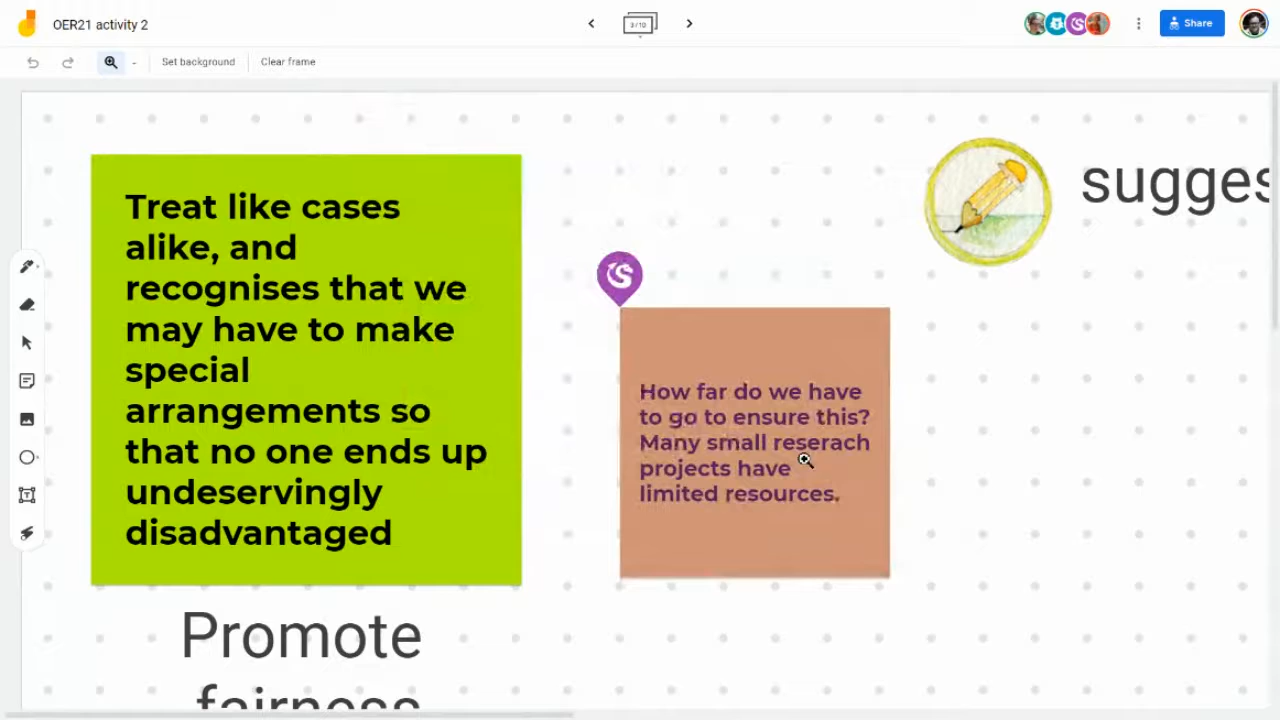 OER21 activity 2
3/10
Share
Set background
Clear frame
Treat like cases
alike, and
recognises that we
may have to make
special
arrangements so
that no one ends up
undeservingly
disadvantaged
sugges
How far do we have
to go to ensure this?
Many small reserach
projects have
limited resources.
Promote
fairness